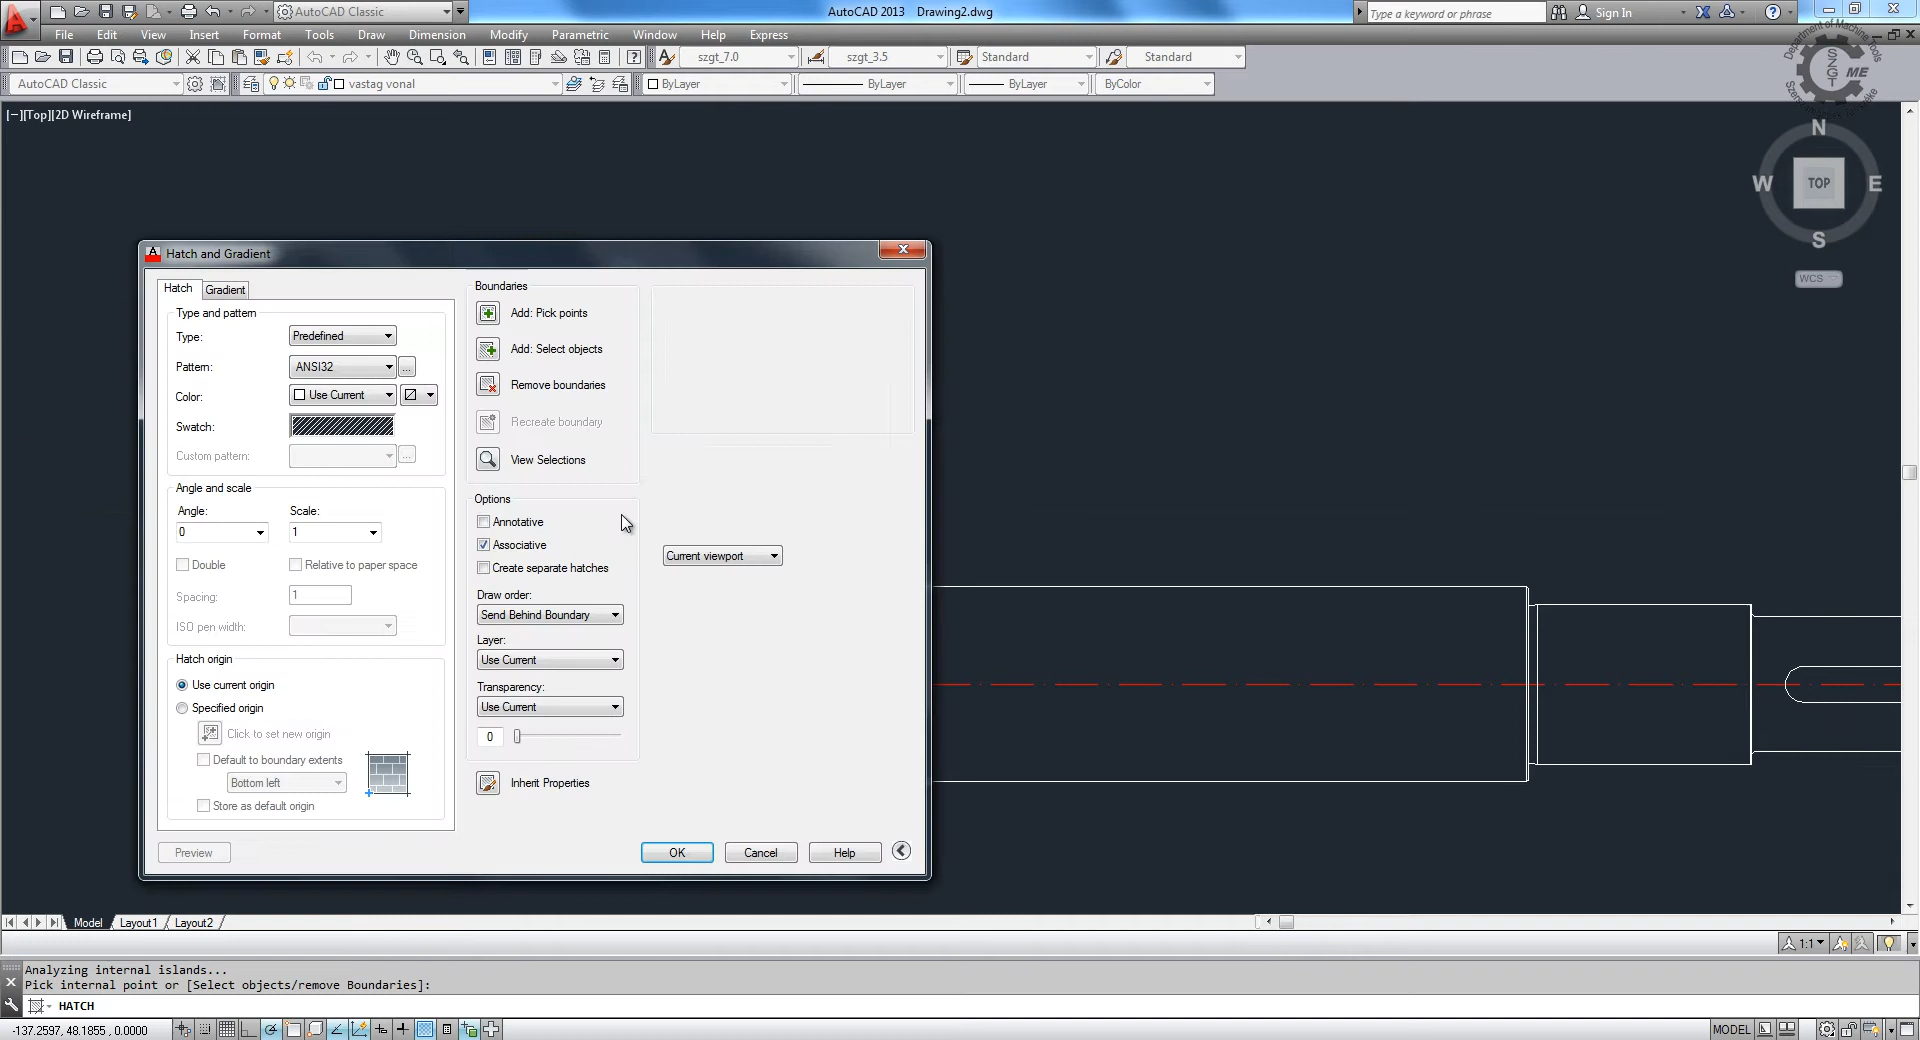 AutoCAD Classic
AutoCAD 2013 Drawing2.dwg
Type a keyword or phrase
Sign In
File Edit View Insert Format Tools Draw Dimension Modify Parametric Window Help Express
szgt_7.0
szgt_3.5
Standard
Standard
AutoCAD Classic
vastag vonal
ByLayer
ByLayer
ByLayer
ByColor
Department of Machine Tools
SZGT
ME
[−][Top][2D Wireframe]
N
W
TOP
E
S
WCS
Hatch and Gradient
Hatch
Gradient
Type and pattern
Type:
Predefined
Pattern:
ANSI32
...
Color:
Use Current
Swatch:
Custom pattern:
...
Angle and scale
Angle:
Scale:
0
1
Double
Relative to paper space
Spacing:
1
ISO pen width:
Hatch origin
Use current origin
Specified origin
Click to set new origin
Default to boundary extents
Bottom left
Store as default origin
Preview
Boundaries
Add: Pick points
Add: Select objects
Remove boundaries
Recreate boundary
View Selections
Options
Annotative
Associative
Create separate hatches
Draw order:
Send Behind Boundary
Layer:
Use Current
Transparency:
Use Current
0
Inherit Properties
Current viewport
OK
Cancel
Help
Model
Layout1
Layout2
1:1
Analyzing internal islands...
Pick internal point or [Select objects/remove Boundaries]:
HATCH
-137.2597, 48.1855 , 0.0000
MODEL